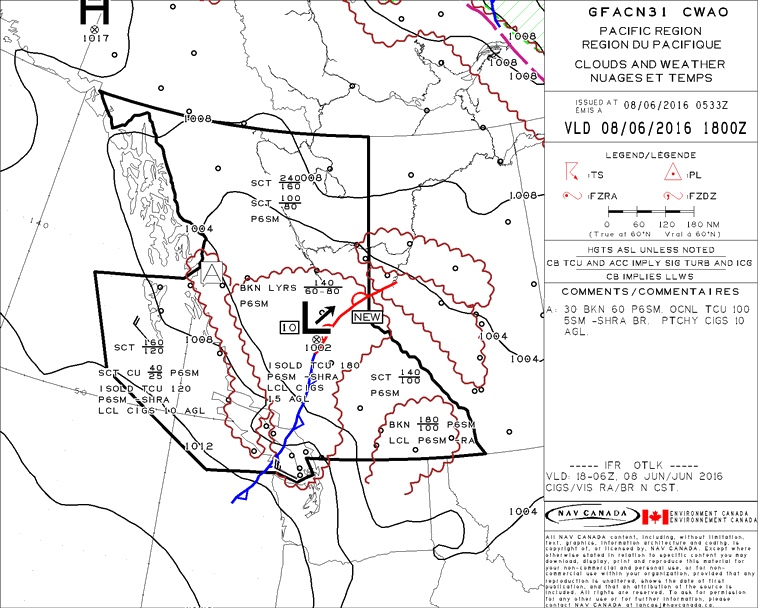 H
1017
1008
1008
1008
1008
SCT 240/160
008
SCT 100/80
P6SM
1008
140
1004
A
BKN LYRS 140/60-80
P6SM
L
10
NEW
1002
1004
1004
SCT 160/120
1008
SCT CU 40/25 P6SM
ISOLD TCU 120
P6SM -SHRA
LCL CIGS 10 AGL
50
ISOLD TCU 180
P6SM -SHRA
LCL CIGS
15 AGL
SCT 140/100
P6SM
BKN 180/100 P6SM
LCL P6SM -RA
1012
1004
GFACN31 CWAO
PACIFIC REGION
REGION DU PACIFIQUE
CLOUDS AND WEATHER
NUAGES ET TEMPS
ISSUED AT 08/06/2016 0533Z
EMIS A
VLD 08/06/2016 1800Z
LEGEND/LÉGENDE
:TS :PL
:FZRA :FZDZ
0 60 120 180 NM
(True at 60°N Vrai à 60°N)
HGTS ASL UNLESS NOTED
CB TCU AND ACC IMPLY SIG TURB AND ICG
CB IMPLIES LLWS
COMMENTS/COMMENTAIRES
A: 30 BKN 60 P6SM. OCNL TCU 100
5SM -SHRA BR. PTCHY CIGS 10
AGL.
----- IFR OTLK -----
VLD: 18-06Z, 08 JUN/JUN 2016
CIGS/VIS RA/BR N CST.
NAV CANADA
ENVIRONMENT CANADA
ENVIRONNEMENT CANADA
All NAV CANADA content, including, without limitation,
text, graphics, information architecture and coding, is
copyright of, or licensed by, NAV CANADA. Except where
otherwise stated in relation to specific content you may
download, display, print and reproduce this material for
your non-commercial and personal use, or for non-
commercial use within your organization, provided that any
reproduction is unaltered, shows the date of first
publication, and that an attribution of the source is
included. All rights are reserved. To ask for permission
for any other use or for further information, please
contact NAV CANADA at